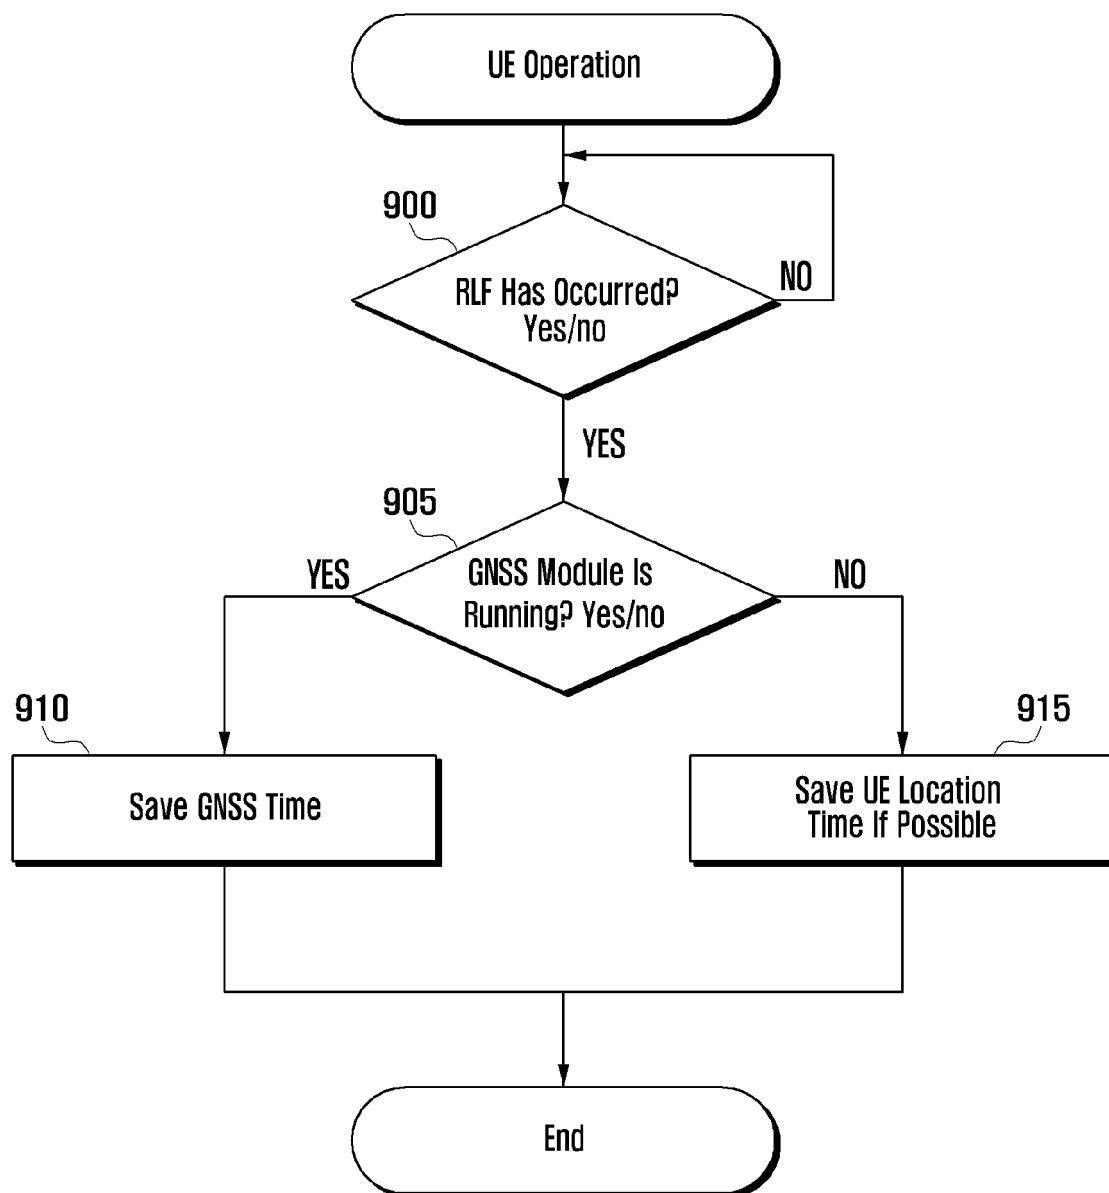 UE Operation
900
RLF Has Occurred?
Yes/no
NO
YES
905
GNSS Module Is
Running? Yes/no
YES
NO
910
Save GNSS Time
915
Save UE Location
Time If Possible
End